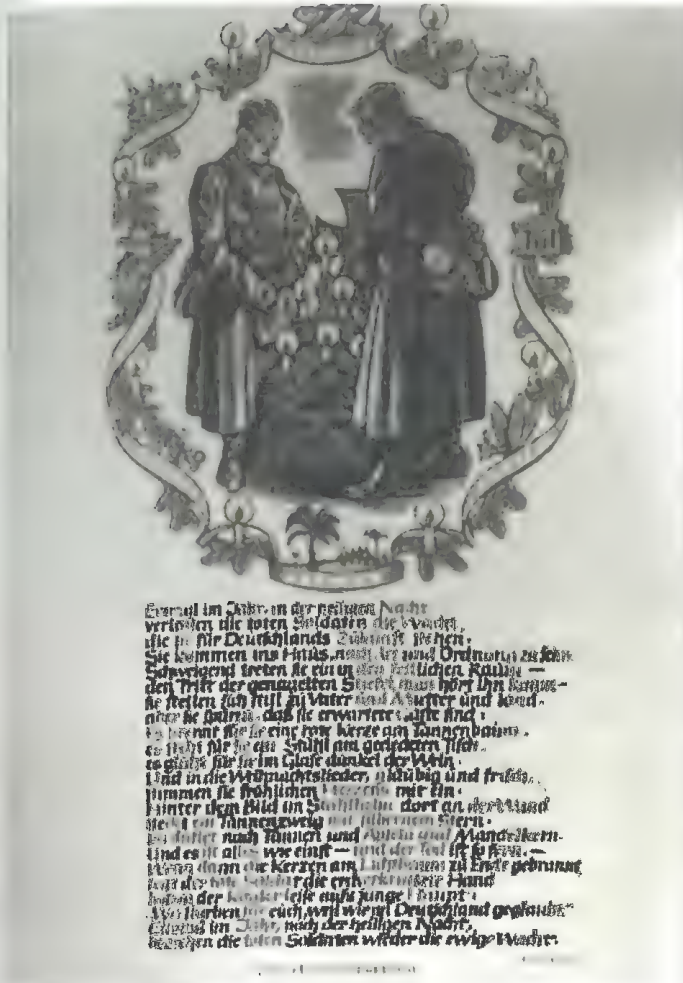 Einmal im Jahr, in der heiligen Nacht
verlassen die toten Soldaten die Wacht,
die für Deutschlands Zukunft stehen.
Sie kommen ins Haus, nach Art und Ordnung zu sehn
Schweigend treten sie ein in den festlichen Raum –
den Tritt der genagelten Stiefel, man hört ihn kaum –
sie stellen sich still zu Vater und Mutter und Kind,
aber sie spüren, daß sie erwartete Gäste sind:
Es brennt für sie eine rote Kerze am Tannenbaum,
es steht für sie ein Stuhl am gedeckten Tisch,
es glüht für sie im Glase dunkel der Wein.
Und in die Weihnachtslieder, gläubig und frisch,
stimmen sie fröhlichen Herzens mit ein.
Hinter dem Bild im Stahlhelm dort an der Wand
steckt ein Tannenzweig mit silbernem Stern.
Es duftet nach Tannen und Äpfeln und Mandelkern.
Und es ist alles wie einst – und der Tod ist so fern. –
Wenn dann die Kerzen am Lichtbaum zu Ende gebrannt,
legt der tote Soldat die Hand
jedem der Kinder leise aufs junge Haupt:
Wir starben für euch, weil wir an Deutschland geglaubt."
Einmal im Jahr, nach der heiligen Nacht,
beziehen die toten Soldaten wieder die ewige Wacht.